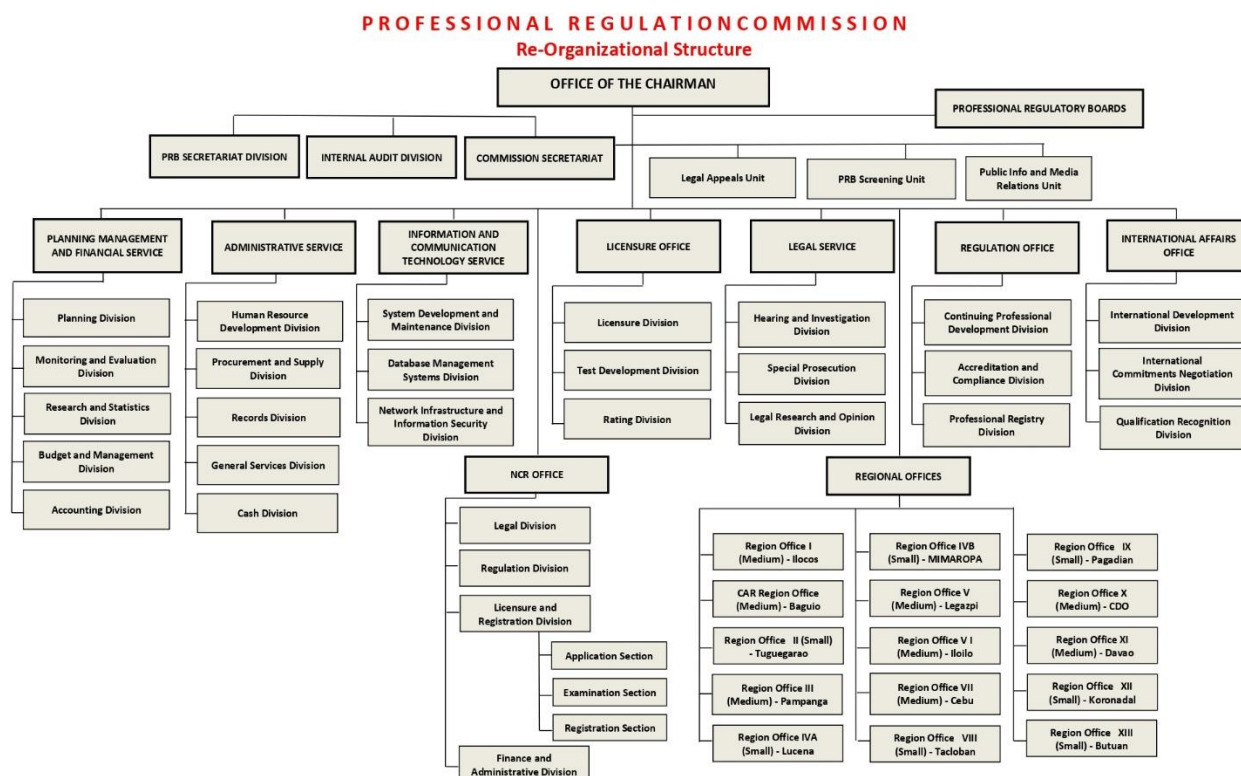 PROFESSIONAL REGULATIONCOMMISSION
Re-Organizational Structure
OFFICE OF THE CHAIRMAN
PROFESSIONAL REGULATORY BOARDS
PRB SECRETARIAT DIVISION
INTERNAL AUDIT DIVISION
COMMISSION SECRETARIAT
Legal Appeals Unit
PRB Screening Unit
Public Info and Media
Relations Unit
PLANNING MANAGEMENT
AND FINANCIAL SERVICE
ADMINISTRATIVE SERVICE
INFORMATION AND
COMMUNICATION
TECHNOLOGY SERVICE
LICENSURE OFFICE
LEGAL SERVICE
REGULATION OFFICE
INTERNATIONAL AFFAIRS
OFFICE
Planning Division
Monitoring and Evaluation
Division
Research and Statistics
Division
Budget and Management
Division
Accounting Division
Human Resource
Development Division
Procurement and Supply
Division
Records Division
General Services Division
Cash Division
System Development and
Maintenance Division
Database Management
Systems Division
Network Infrastructure and
Information Security
Division
Licensure Division
Test Development Division
Rating Division
Hearing and Investigation
Division
Special Prosecution
Division
Legal Research and Opinion
Division
Continuing Professional
Development Division
Accreditation and
Compliance Division
Professional Registry
Division
International Development
Division
International
Commitments Negotiation
Division
Qualification Recognition
Division
NCR OFFICE
Legal Division
Regulation Division
Licensure and
Registration Division
Application Section
Examination Section
Registration Section
Finance and
Administrative Division
REGIONAL OFFICES
Region Office I
(Medium) - Ilocos
CAR Region Office
(Medium) - Baguio
Region Office II (Small)
- Tuguegarao
Region Office III
(Medium) - Pampanga
Region Office IVA
(Small) - Lucena
Region Office IVB
(Small) - MIMAROPA
Region Office V
(Medium) - Legazpi
Region Office V I
(Medium) - Iloilo
Region Office VII
(Medium) - Cebu
Region Office VIII
(Small) - Tacloban
Region Office IX
(Small) - Pagadian
Region Office X
(Medium) - CDO
Region Office XI
(Medium) - Davao
Region Office XII
(Small) - Koronadal
Region Office XIII
(Small) - Butuan